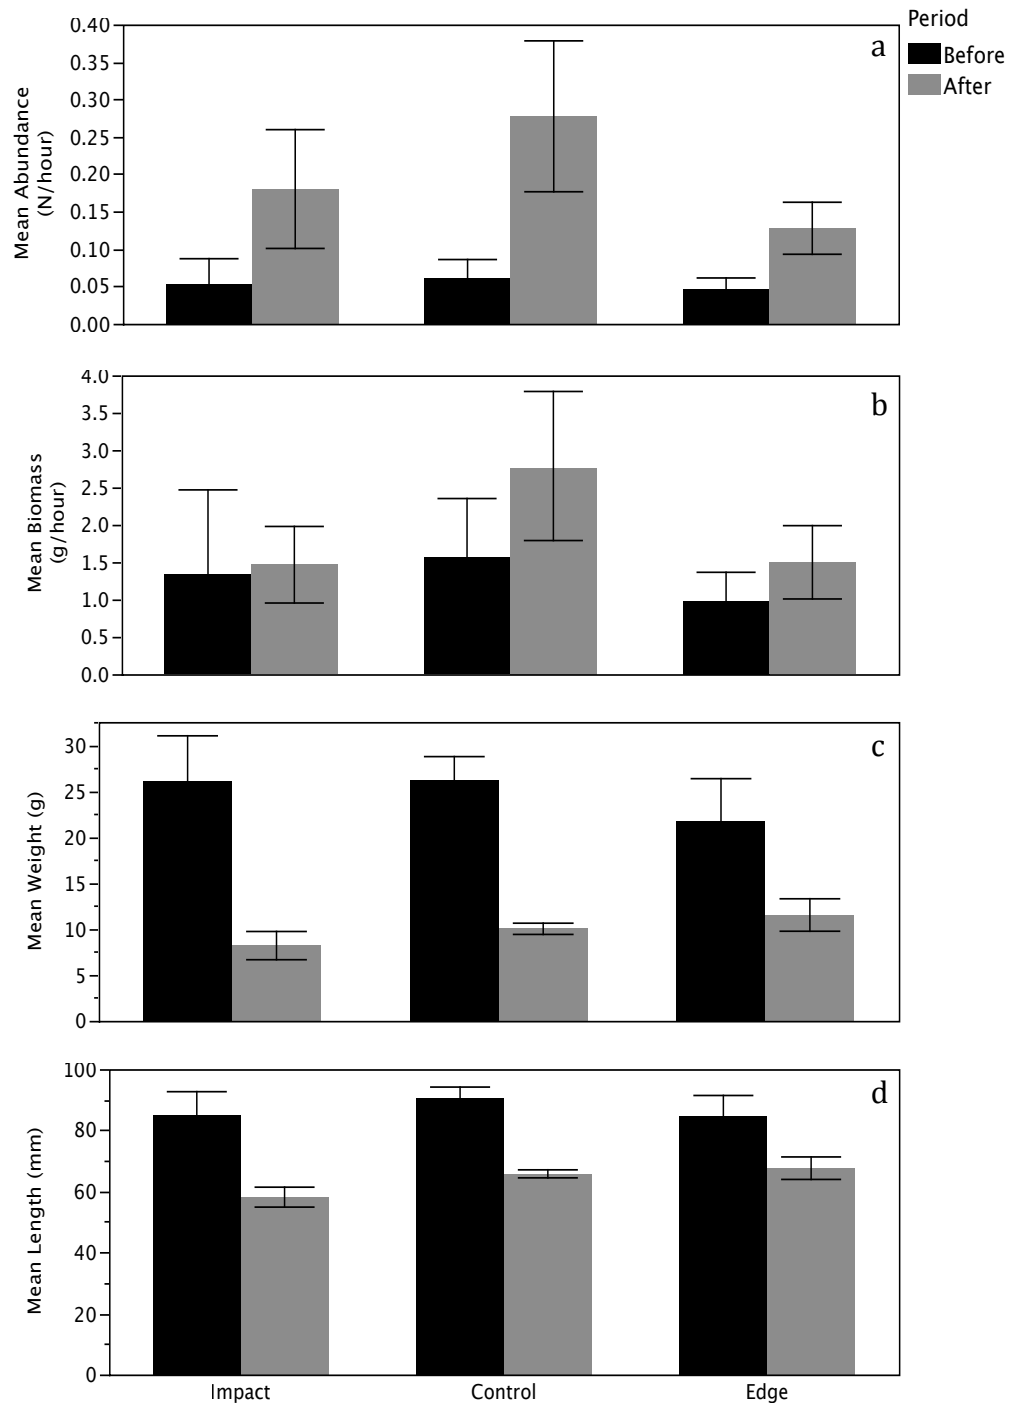 Period
Before
After
a
Mean Abundance
(N/hour)
0.40
0.35
0.30
0.25
0.20
0.15
0.10
0.05
0.00
b
Mean Biomass
(g/hour)
4.0
3.5
3.0
2.5
2.0
1.5
1.0
0.5
0.0
c
Mean Weight (g)
30
25
20
15
10
5
0
d
Mean Length (mm)
100
80
60
40
20
0
Impact Control Edge